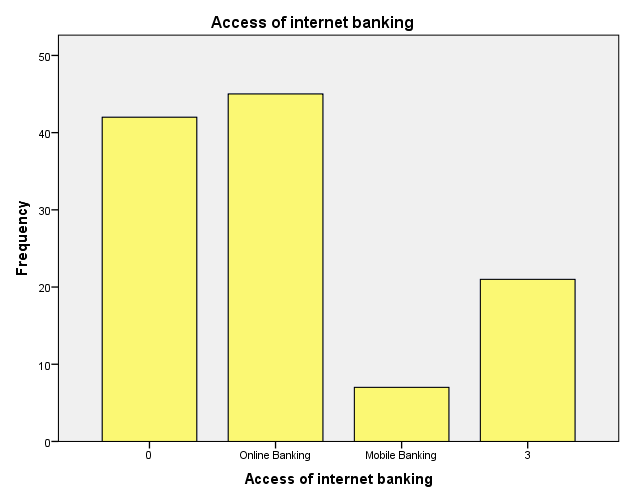 Access of internet banking
50
40
30
20
10
0
Frequency
0 Online Banking Mobile Banking 3
Access of internet banking